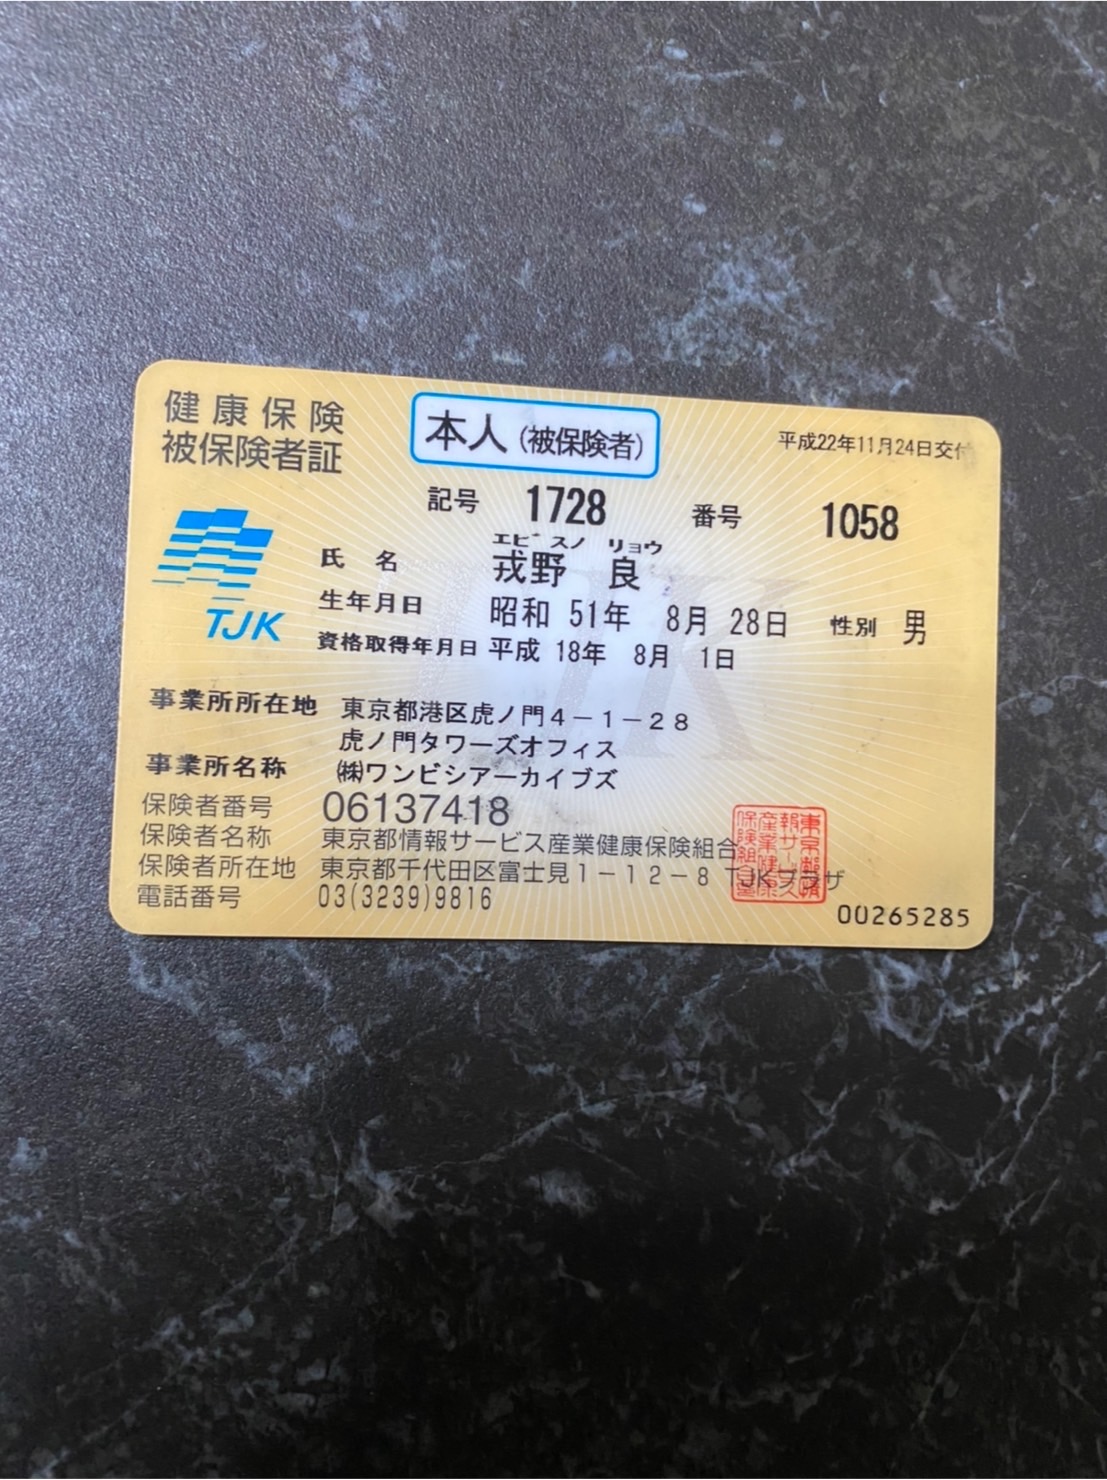 健康保険
被保険者証
本人(被保険者)
平成22年11月24日交付
記号 1728 番号 1058
エビスノ リョウ
氏名 戎野 良
生年月日 昭和 51年 8月 28日 性別 男
資格取得年月日 平成 18年 8月 1日
TJK
事業所所在地 東京都港区虎ノ門4-1-28
虎ノ門タワーズオフィス
事業所名称 ㈱ワンビシアーカイブズ
保険者番号 06137418
保険者名称 東京都情報サービス産業健康保険組合
保険者所在地 東京都千代田区富士見1-12-8 TJKプラザ
電話番号 03(3239)9816
00265285